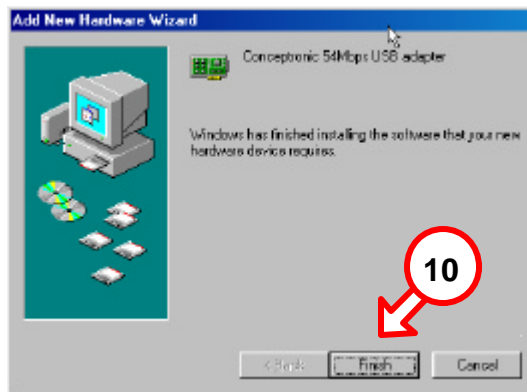 Add New Hardware Wizard
Conceptronic 54Mbps USB adapter
Windows has finished installing the software that your new
hardware device requires.
10
< Back Finish Cancel